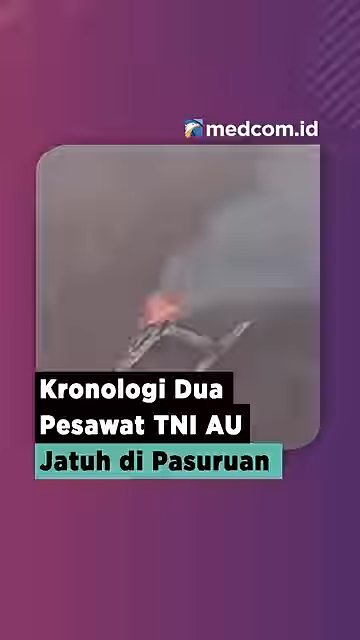 medcom.id
Kronologi Dua
Pesawat TNI AU
Jatuh di Pasuruan